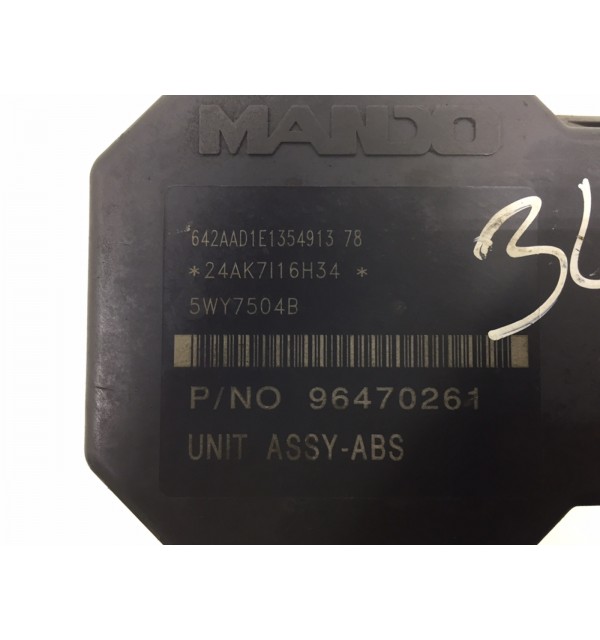 MANDO
642AAD1E1354913 78
*24AK7I16H34 *
5WY7504B
P/NO 96470261
UNIT ASSY-ABS